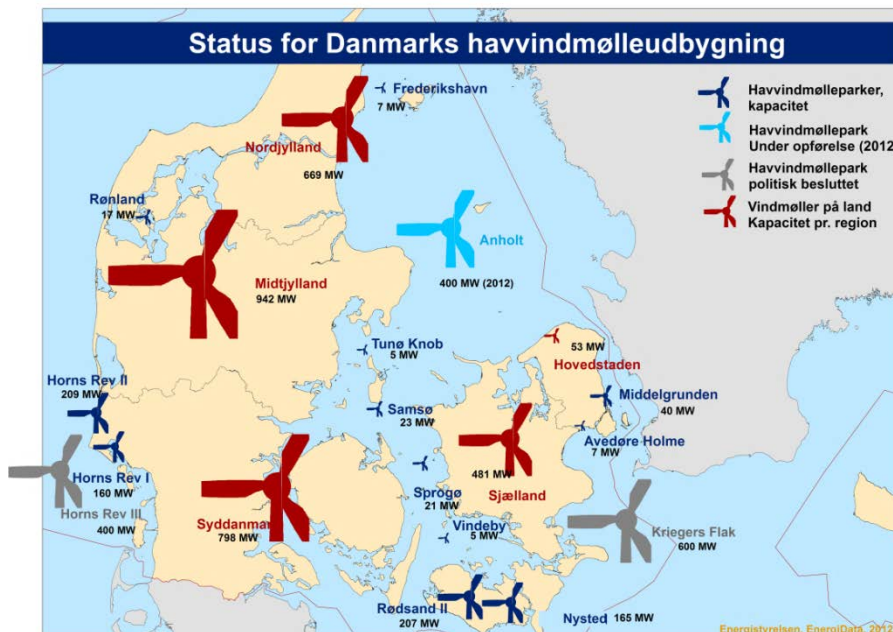 Status for Danmarks havvindmølleudbygning
Havvindmølleparker,
kapacitet
Havvindmøllepark
Under opførelse (2012
Havvindmøllepark
politisk besluttet
Vindmøller på land
Kapacitet pr. region
Frederikshavn
7 MW
Nordjylland
669 MW
Rønland
17 MW
Anholt
400 MW (2012)
Midtjylland
942 MW
Tunø Knob
5 MW
53 MW
Hovedstaden
Horns Rev II
209 MW
Middelgrunden
40 MW
Samsø
23 MW
Avedøre Holme
7 MW
Horns Rev I
160 MW
481 MW
Sjælland
Sprogø
21 MW
Horns Rev III
400 MW
Syddanmar
798 MW
Vindeby
5 MW
Kriegers Flak
600 MW
Rødsand II
207 MW
Nysted
165 MW
Energistyrelsen, EnergiData, 2012